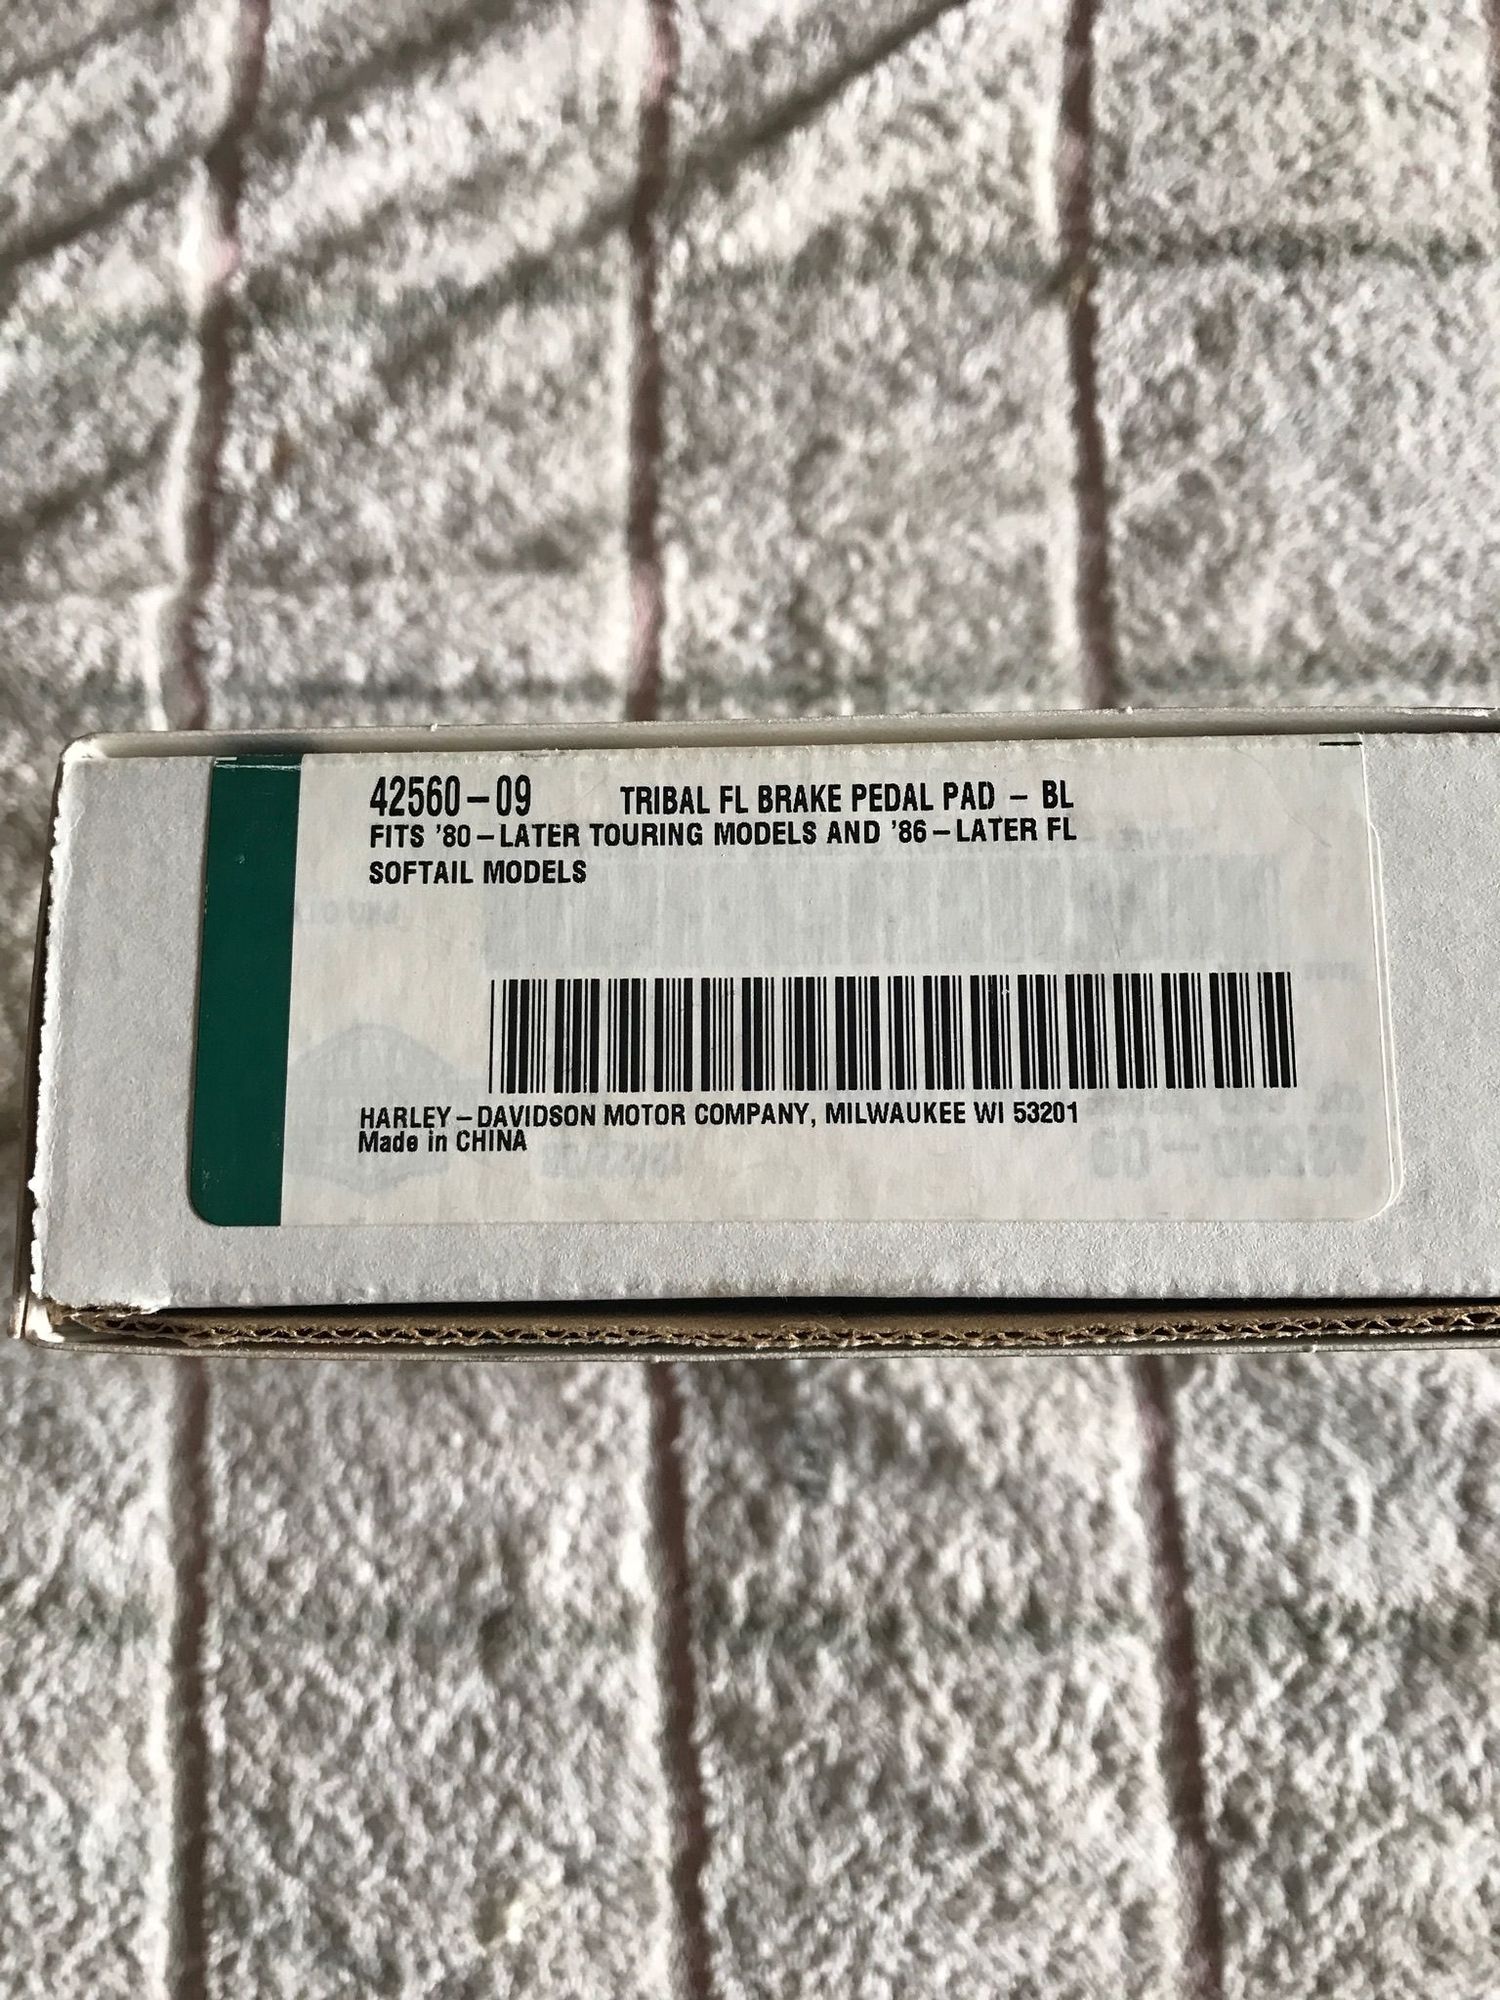 42560-09 TRIBAL FL BRAKE PEDAL PAD - BL
FITS '80-LATER TOURING MODELS AND '86-LATER FL
SOFTAIL MODELS
HARLEY-DAVIDSON MOTOR COMPANY, MILWAUKEE WI 53201
Made in CHINA